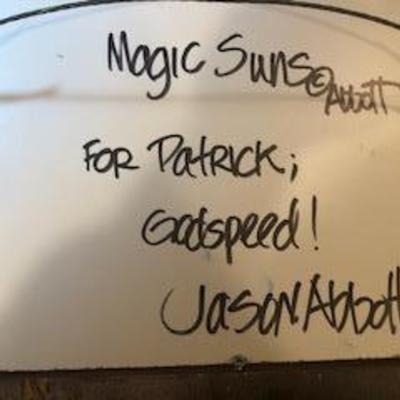 Magic Suns © Abbott
For Patrick;
Godspeed!
Jason Abbott